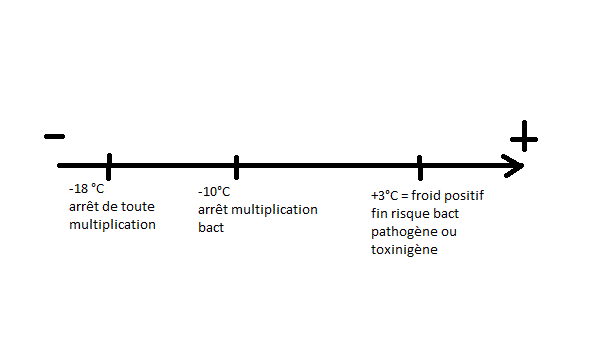 -18 °C
arrêt de toute
multiplication
-10°C
arrêt multiplication
bact
+3°C = froid positif
fin risque bact
pathogène ou
toxinigène